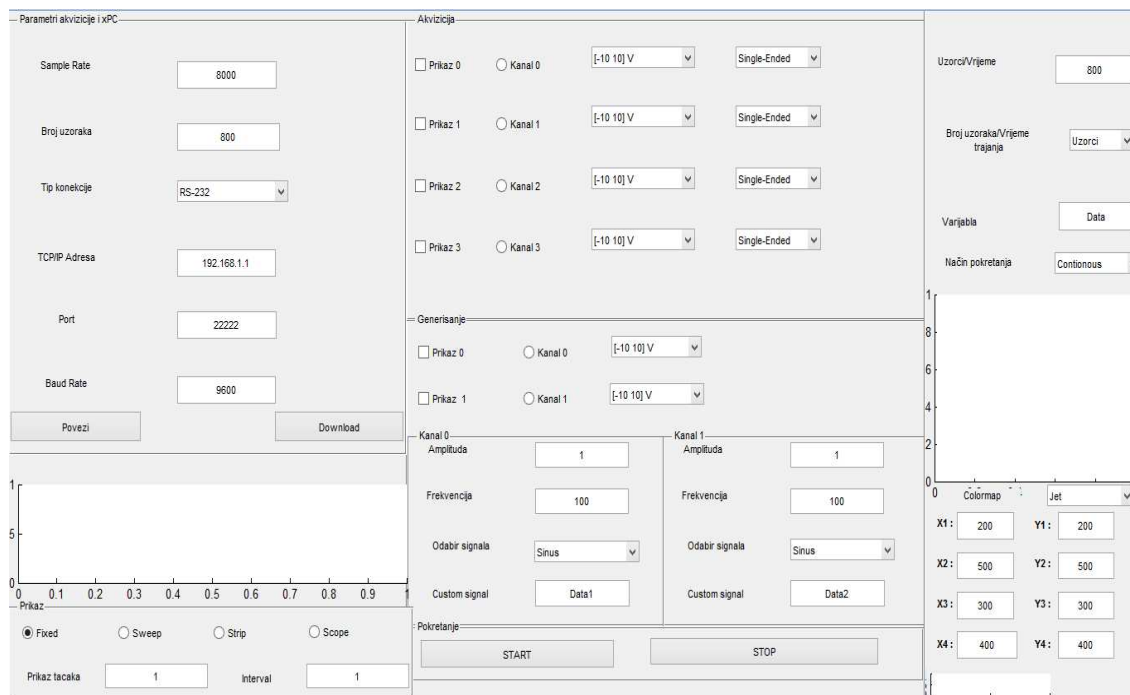 Parametri akvizicije i xPC
Sample Rate
8000
Broj uzoraka
800
Tip konekcije
RS-232
TCP/IP Adresa
192.168.1.1
Port
22222
Baud Rate
9600
Povezi
Download
1
5
0
0 0.1 0.2 0.3 0.4 0.5 0.6 0.7 0.8 0.9 1
Prikaz
Fixed
Sweep
Strip
Scope
Prikaz tacaka
1
Interval
1
Akvizicija
Prikaz 0 Kanal 0 [-10 10] V Single-Ended
Prikaz 1 Kanal 1 [-10 10] V Single-Ended
Prikaz 2 Kanal 2 [-10 10] V Single-Ended
Prikaz 3 Kanal 3 [-10 10] V Single-Ended
Generisanje
Prikaz 0 Kanal 0 [-10 10] V
Prikaz 1 Kanal 1 [-10 10] V
Kanal 0
Amplituda
1
Frekvencija
100
Odabir signala
Sinus
Custom signal
Data1
Kanal 1
Amplituda
1
Frekvencija
100
Odabir signala
Sinus
Custom signal
Data2
Pokretanje
START
STOP
Uzorci/Vrijeme
800
Broj uzoraka/Vrijeme
trajanja
Uzorci
Varijabla
Data
Način pokretanja
Contionous
1
8
6
4
2
0
0
Colormap
Jet
X1 : 200 Y1 : 200
X2 : 500 Y2 : 500
X3 : 300 Y3 : 300
X4 : 400 Y4 : 400